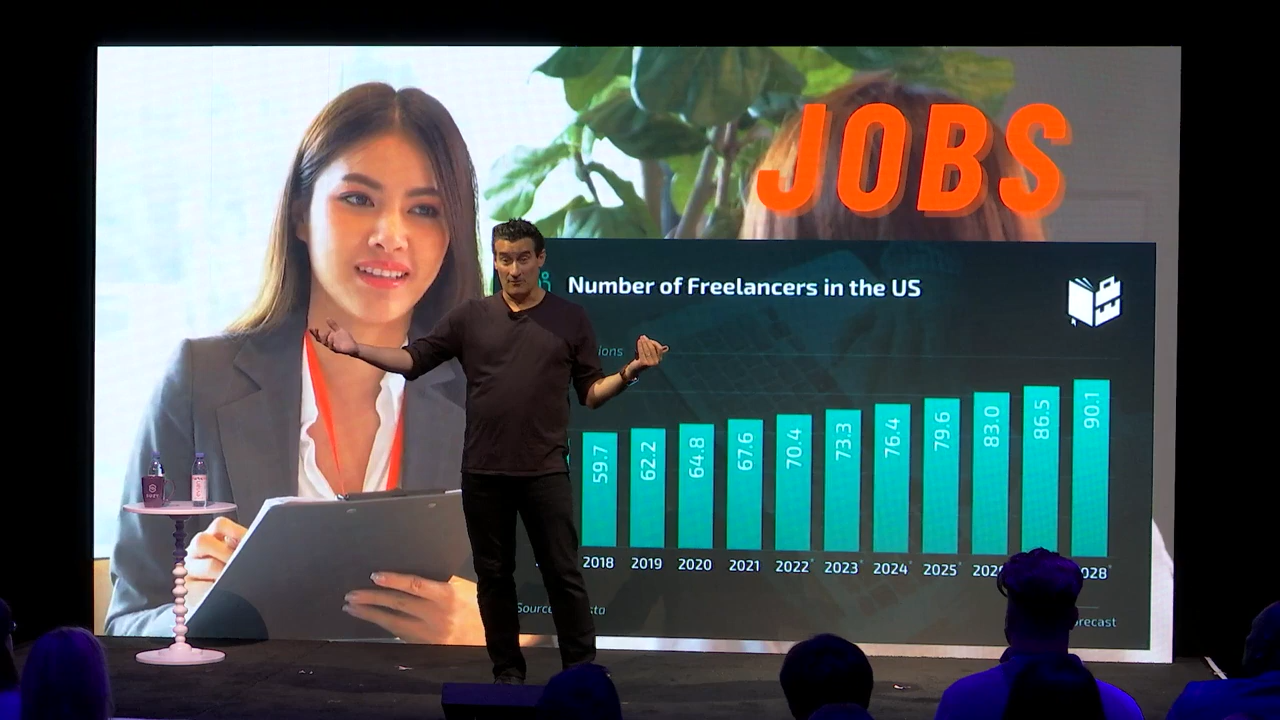 JOBS
Number of Freelancers in the US
59.7 62.2 64.8 67.6 70.4 73.3 76.4 79.6 83.0 86.5 90.1
2018 2019 2020 2021 2022* 2023* 2024* 2025*